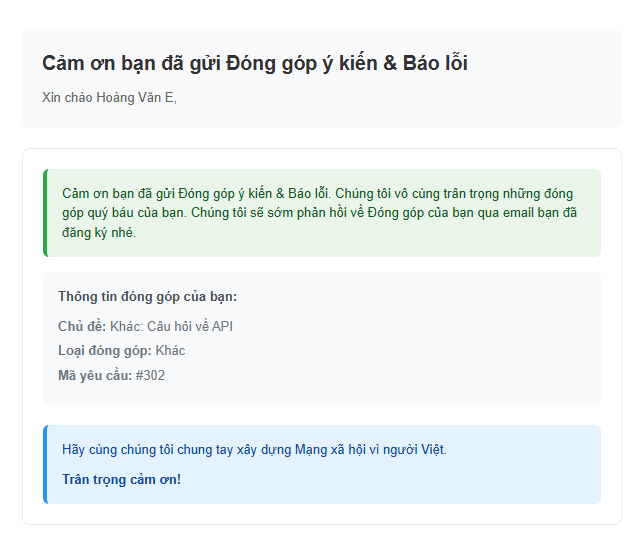 Cảm ơn bạn đã gửi Đóng góp ý kiến & Báo lỗi
Xin chào Hoàng Văn E,
Cảm ơn bạn đã gửi Đóng góp ý kiến & Báo lỗi. Chúng tôi vô cùng trân trọng những đóng
góp quý báu của bạn. Chúng tôi sẽ sớm phản hồi về Đóng góp của bạn qua email bạn đã
đăng ký nhé.
Thông tin đóng góp của bạn:
Chủ đề: Khác: Câu hỏi về API
Loại đóng góp: Khác
Mã yêu cầu: #302
Hãy cùng chúng tôi chung tay xây dựng Mạng xã hội vì người Việt.
Trân trọng cảm ơn!